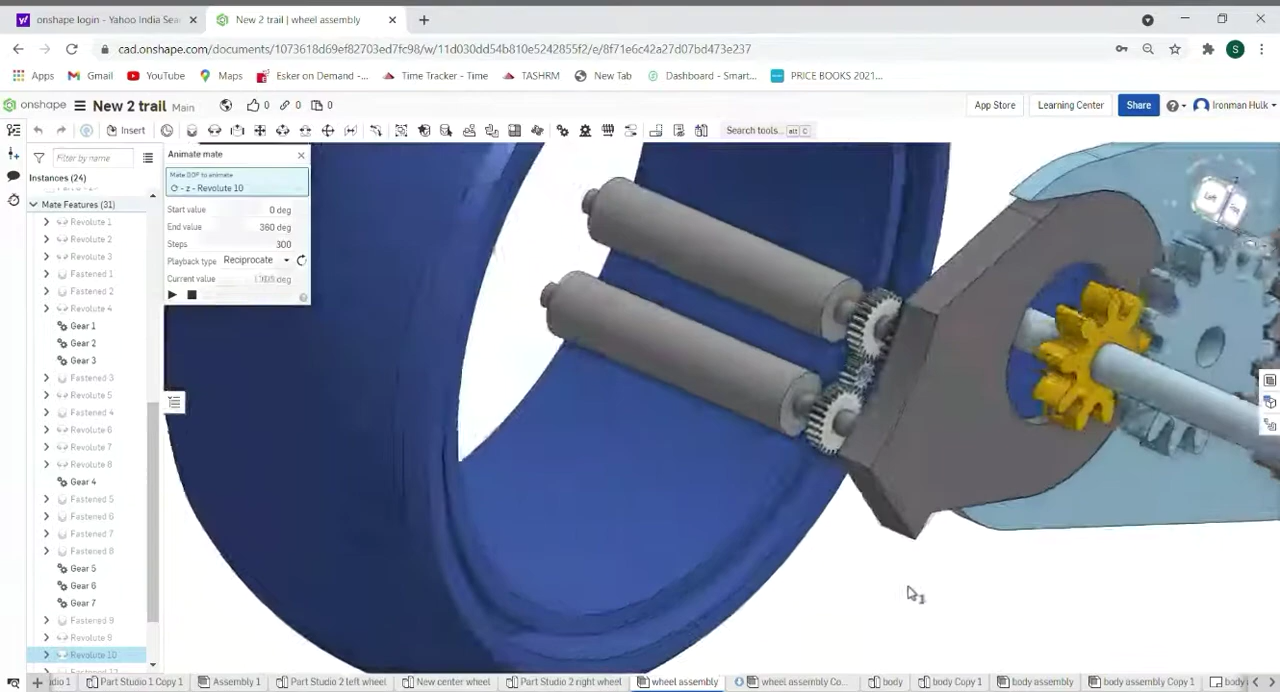 onshape login - Yahoo India Sea
New 2 trail | wheel assembly
cad.onshape.com/documents/1073618d69ef82703ed7fc98/w/11d030dd54b810e5242855f2/e/8f71e6c42a27d07bd473e237
S
Apps Gmail YouTube Maps Esker on Demand -... Time Tracker - Time TASHRM New Tab Dashboard - Smart... PRICE BOOKS 2021...
onshape New 2 trail Main 0 0 0 App Store Learning Center Share Ironman Hulk
Insert Search tools... alt C
Filter by name
Instances (24)
Mate Features (31)
Revolute 1
Revolute 2
Revolute 3
Fastened 1
Fastened 2
Revolute 4
Gear 1
Gear 2
Gear 3
Fastened 3
Revolute 5
Fastened 4
Revolute 6
Revolute 7
Revolute 8
Gear 4
Fastened 5
Fastened 6
Fastened 7
Fastened 8
Gear 5
Gear 6
Gear 7
Fastened 9
Revolute 9
Revolute 10
Animate mate
Mate DOF to animate
- z - Revolute 10
Start value 0 deg
End value 360 deg
Steps 300
Playback type Reciprocate
Current value deg
Left
dio 1 Part Studio 1 Copy 1 Assembly 1 Part Studio 2 left wheel New center wheel Part Studio 2 right wheel wheel assembly wheel assembly Co... body body Copy 1 body assembly body assembly Copy 1 body